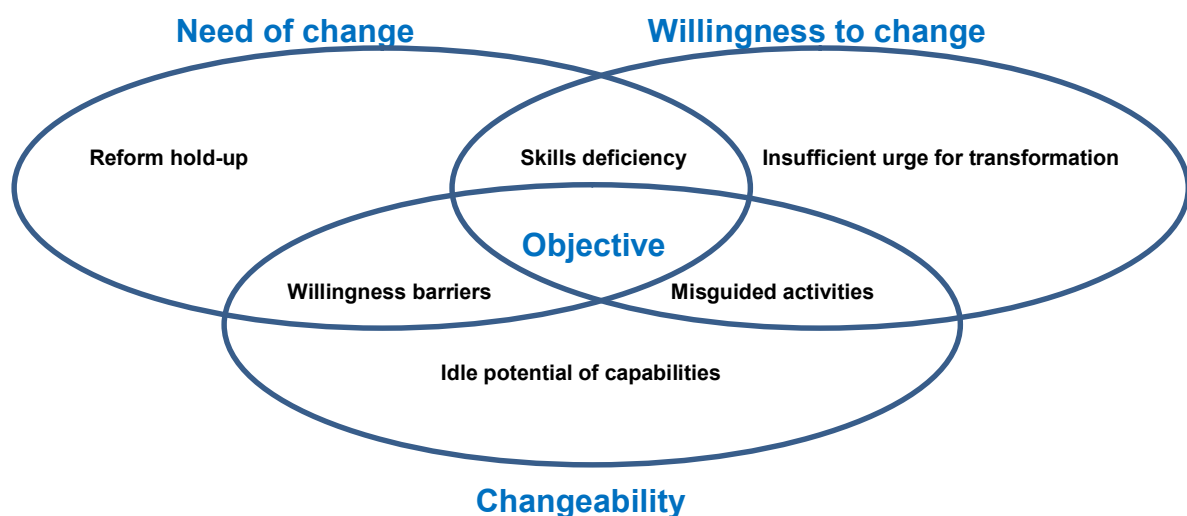 Need of change
Willingness to change
Reform hold-up
Skills deficiency
Insufficient urge for transformation
Objective
Willingness barriers
Misguided activities
Idle potential of capabilities
Changeability